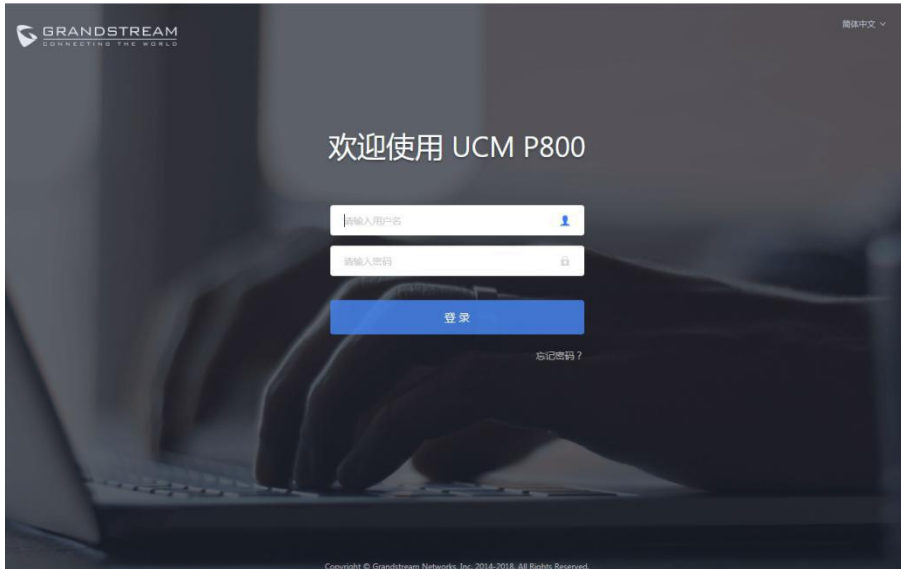 GRANDSTREAM
CONNECTING THE WORLD
简体中文
欢迎使用 UCM P800
请输入用户名
请输入密码
登录
忘记密码？
Copyright © Grandstream Networks, Inc. 2014-2018. All Rights Reserved.